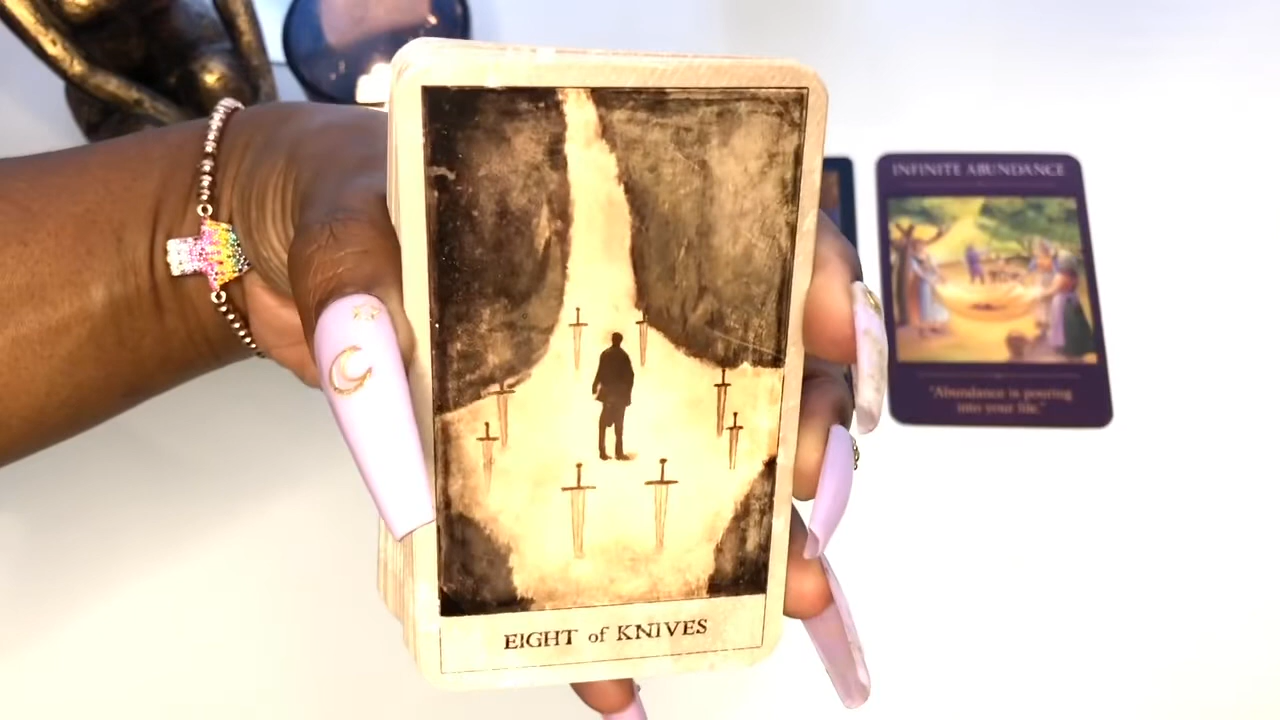 EIGHT of KNIVES
INFINITE ABUNDANCE
"Abundance is pouring
into your life."